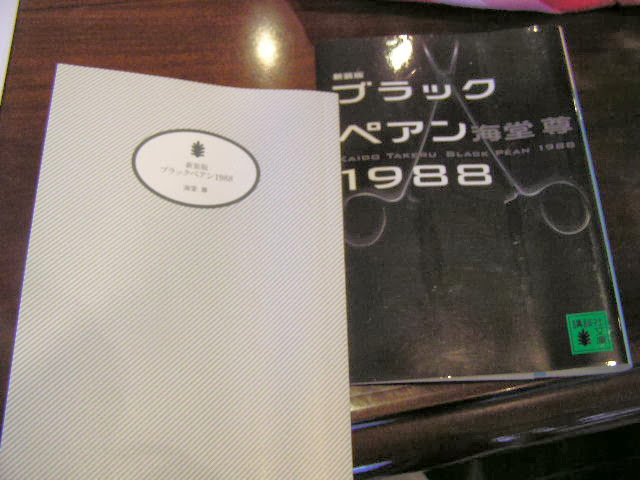 新装版
ブラックペアン1988
海堂 尊
新装版
ブラック
ペアン 海堂 尊
KAIDO TAKERU BLACK PEAN 1988
1988
講談社
文庫